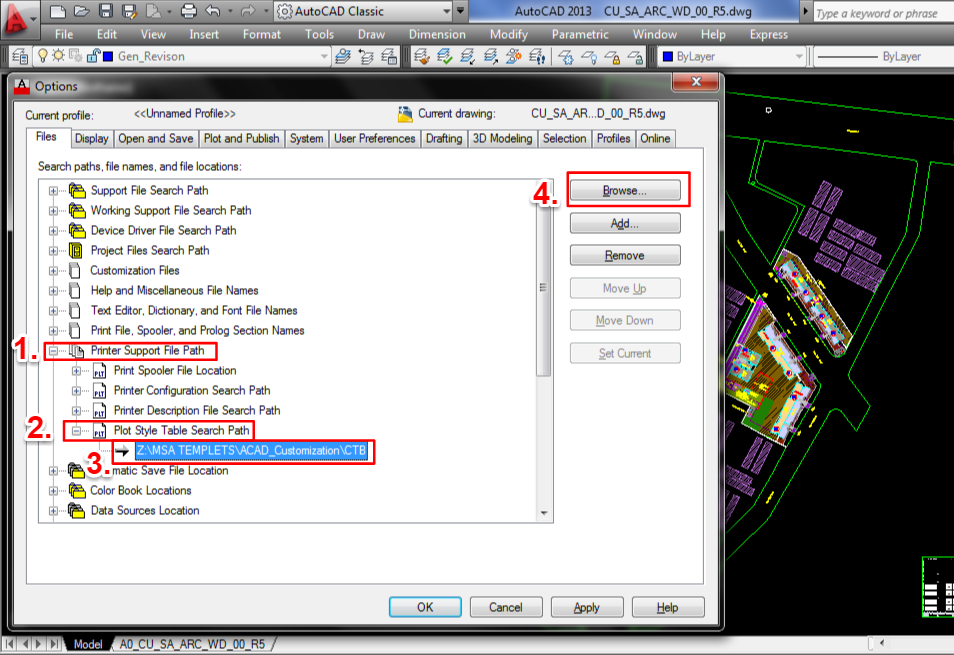 AutoCAD Classic
AutoCAD 2013 CU_SA_ARC_WD_00_R5.dwg
Type a keyword or phrase
File Edit View Insert Format Tools Draw Dimension Modify Parametric Window Help Express
Gen_Revison
ByLayer
ByLayer
Options
Current profile: <<Unnamed Profile>> Current drawing: CU_SA_AR...D_00_R5.dwg
Files Display Open and Save Plot and Publish System User Preferences Drafting 3D Modeling Selection Profiles Online
Search paths, file names, and file locations:
Support File Search Path
4. Browse...
Working Support File Search Path
Add...
Device Driver File Search Path
Project Files Search Path
Remove
Customization Files
Help and Miscellaneous File Names
Move Up
Text Editor, Dictionary, and Font File Names
Move Down
Print File, Spooler, and Prolog Section Names
1. Printer Support File Path
Set Current
PLT Print Spooler File Location
PLT Printer Configuration Search Path
PLT Printer Description File Search Path
2. PLT Plot Style Table Search Path
3. Z:\MSA TEMPLETS\ACAD_Customization\CTB
matic Save File Location
Color Book Locations
Data Sources Location
OK Cancel Apply Help
Model A0_CU_SA_ARC_WD_00_R5